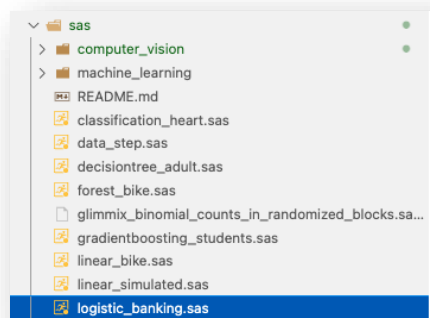 sas
computer_vision
machine_learning
README.md
classification_heart.sas
data_step.sas
decisiontree_adult.sas
forest_bike.sas
glimmix_binomial_counts_in_randomized_blocks.sa...
gradientboosting_students.sas
linear_bike.sas
linear_simulated.sas
logistic_banking.sas